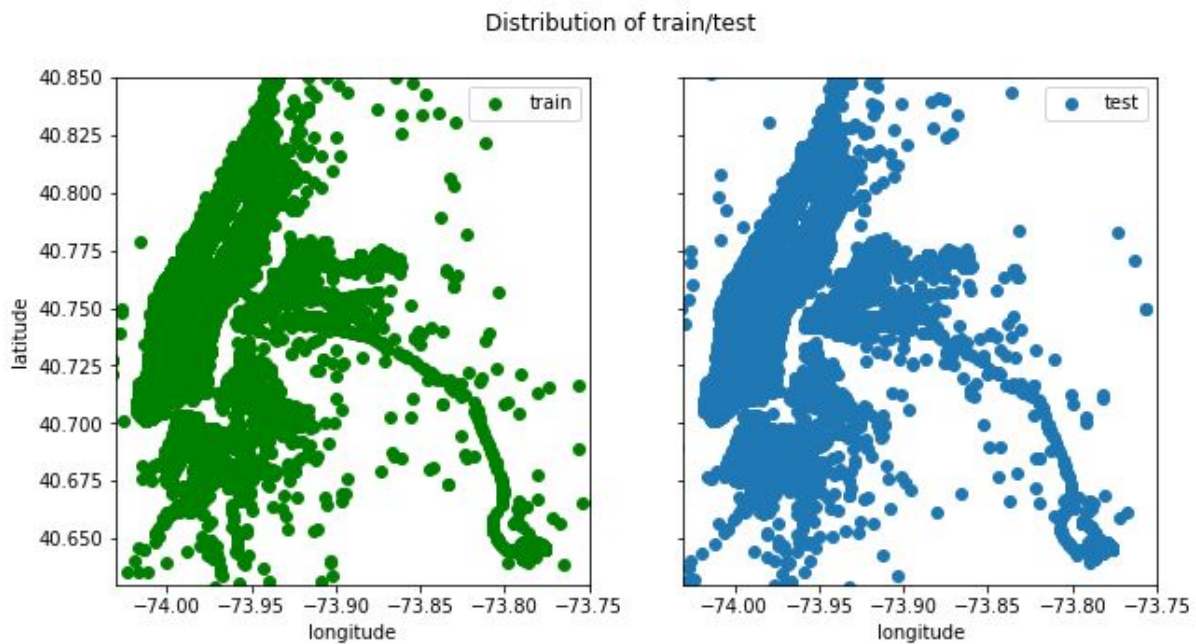 Distribution of train/test
train
40.850
40.825
40.800
40.775
40.750
40.725
40.700
40.675
40.650
latitude
−74.00 −73.95 −73.90 −73.85 −73.80 −73.75
longitude
test
−74.00 −73.95 −73.90 −73.85 −73.80 −73.75
longitude